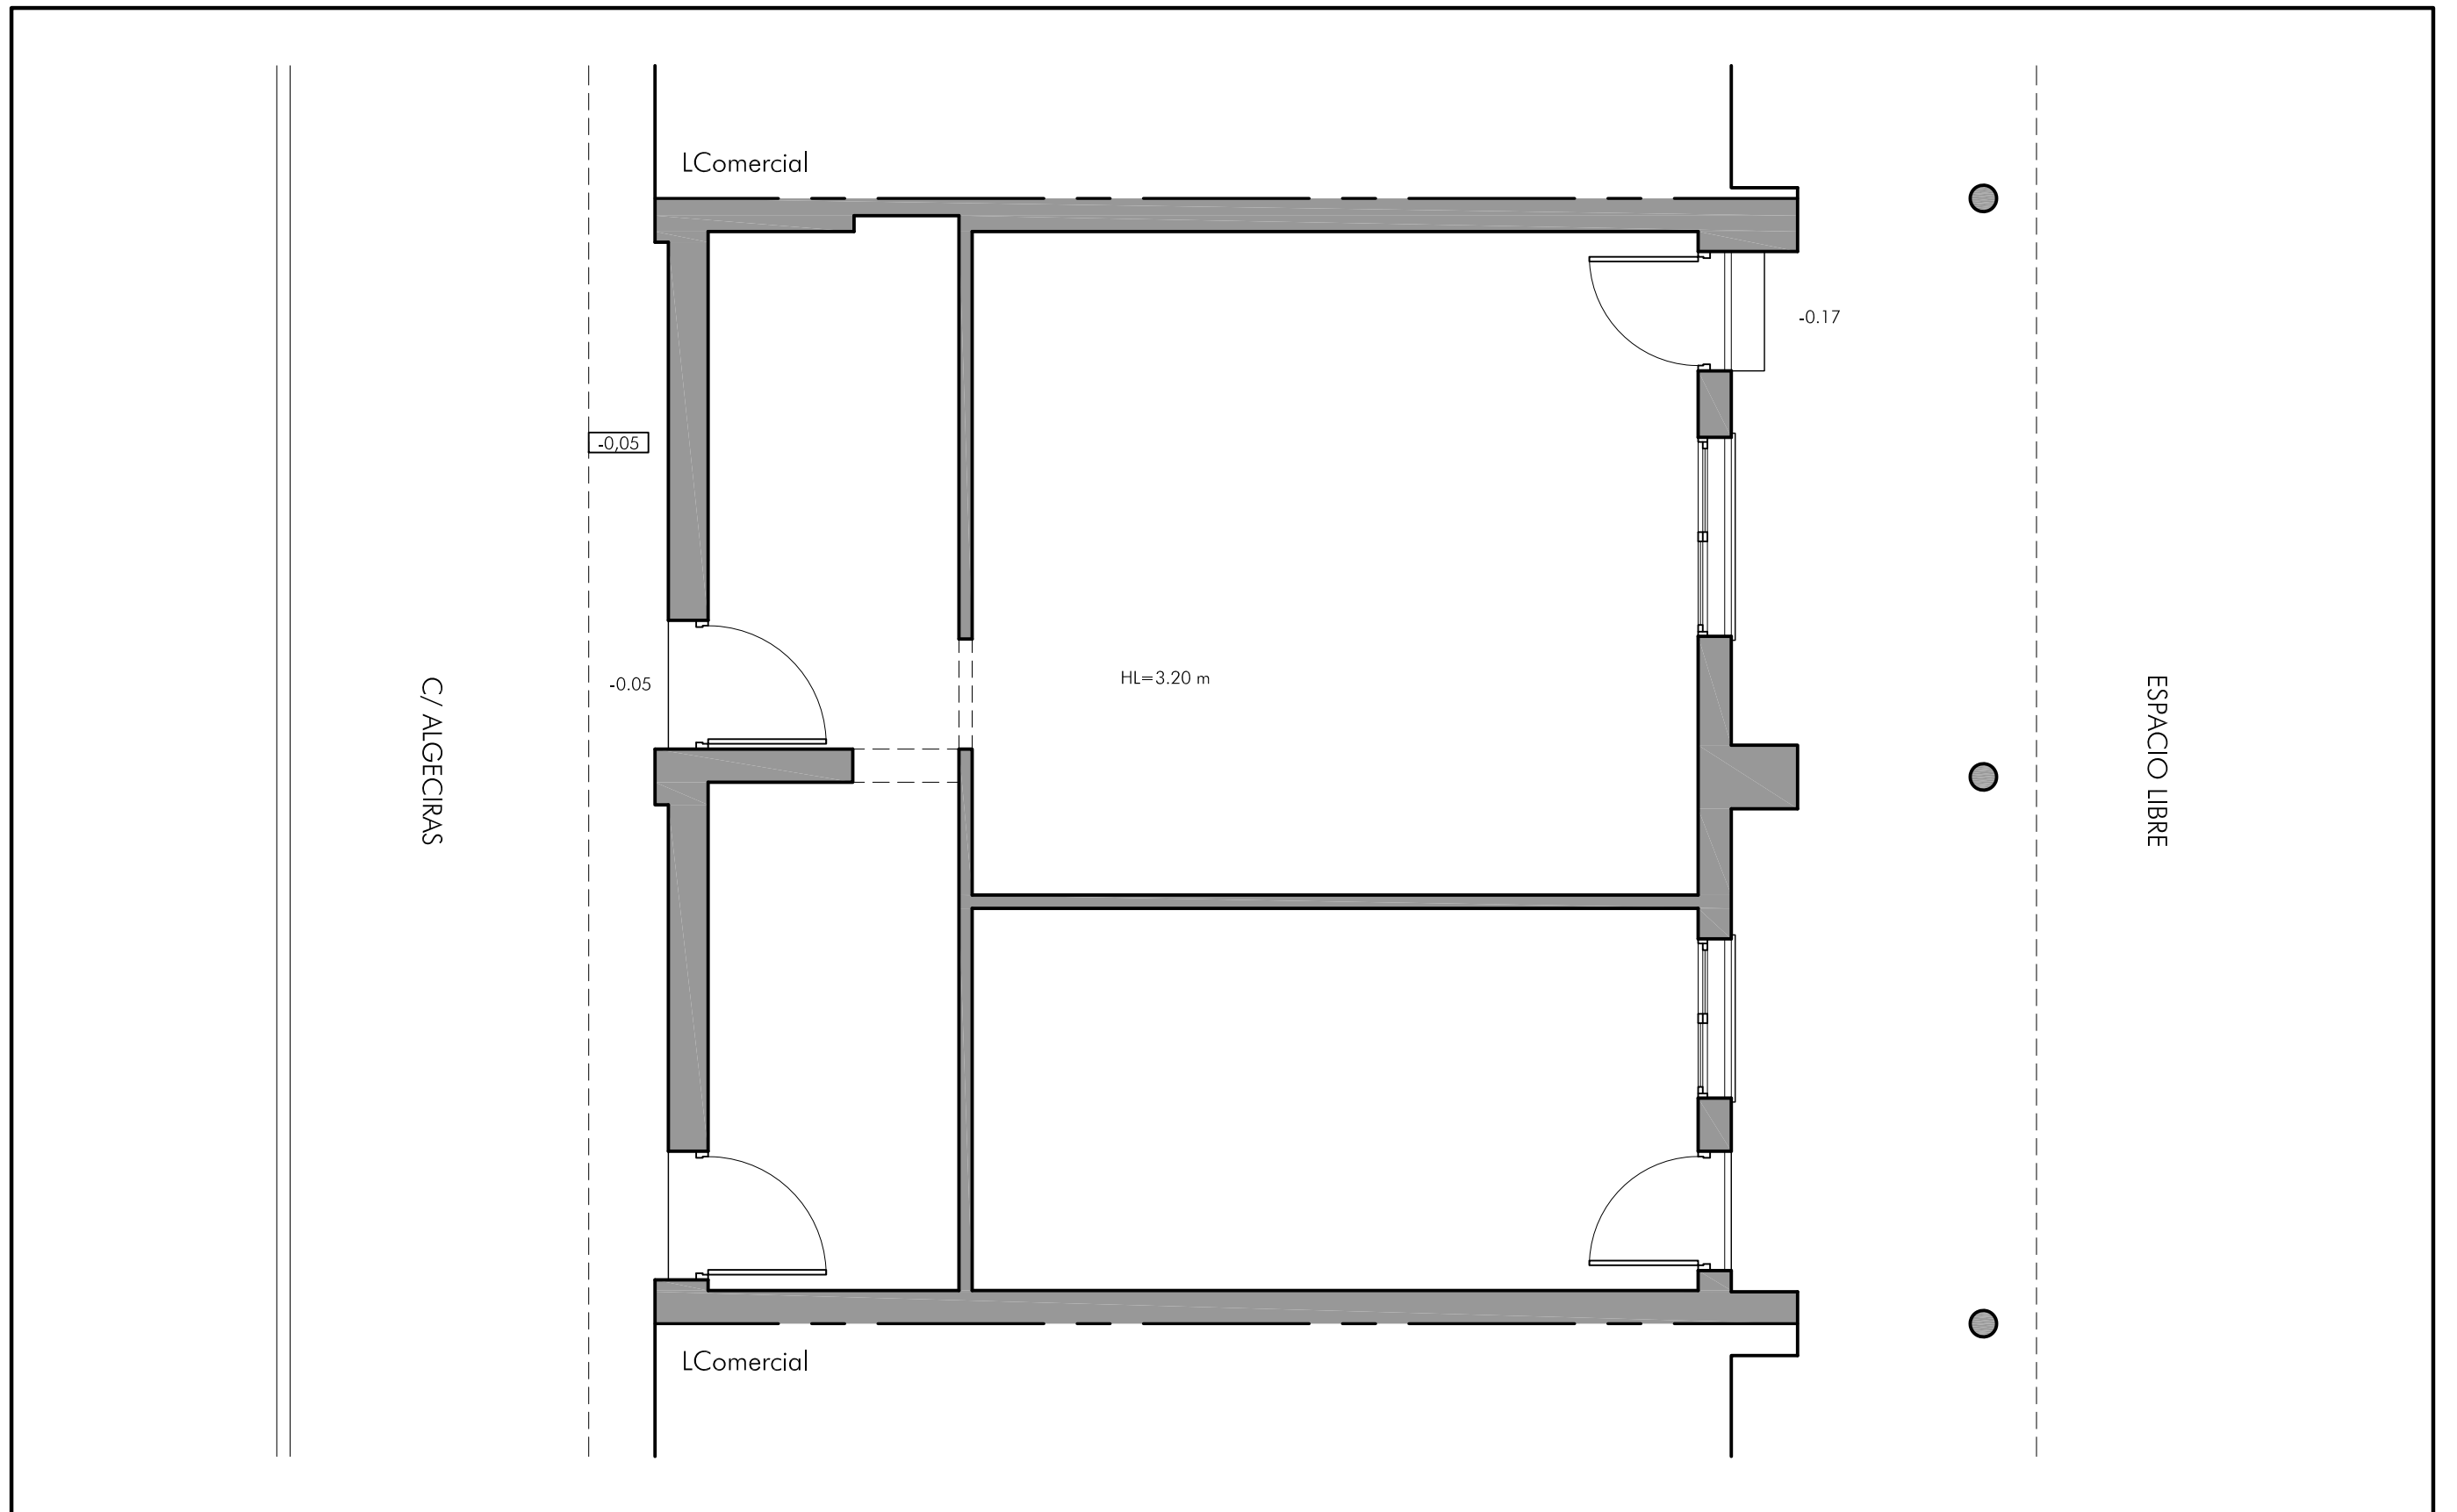 LComercial
-0.17
-0,05
HL=3.20 m
-0.05
C/ ALGECIRAS
ESPACIO LIBRE
LComercial